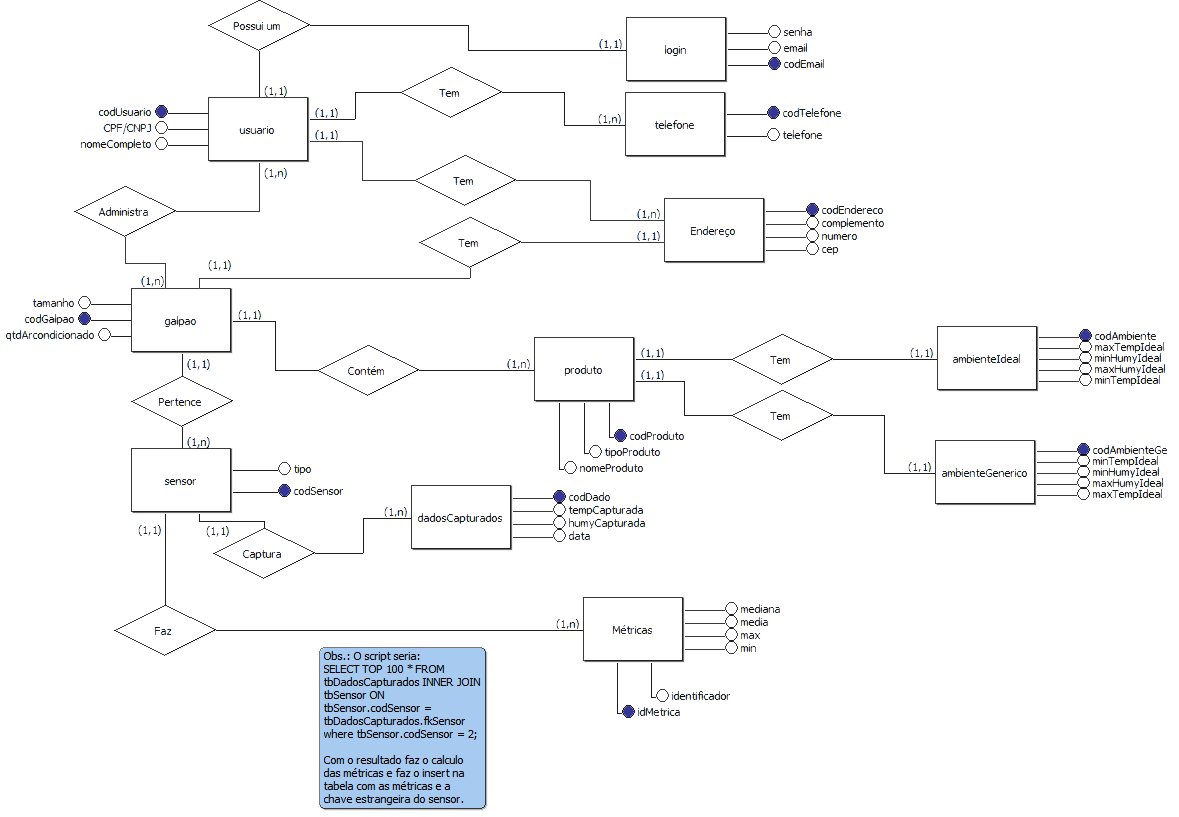 Possui um
(1,1)
login
senha
email
codEmail
(1,1)
codUsuario
CPF/CNPJ
nomeCompleto
usuario
(1,1)
(1,1)
(1,n)
Tem
(1,n)
telefone
codTelefone
telefone
Tem
(1,n)
(1,1)
Endereço
codEndereco
complemento
numero
cep
Administra
Tem
(1,1)
(1,n)
tamanho
codGalpao
qtdArcondicionado
galpao
(1,1)
(1,1)
Contém
(1,n)
produto
(1,1)
(1,1)
codProduto
tipoProduto
nomeProduto
Tem
(1,1)
ambienteIdeal
codAmbiente
maxTempIdeal
minHumyIdeal
maxHumyIdeal
minTempIdeal
Tem
(1,1)
ambienteGenerico
codAmbienteGe
minTempIdeal
minHumyIdeal
maxHumyIdeal
maxTempIdeal
Pertence
(1,n)
sensor
tipo
codSensor
(1,1)
(1,1)
Captura
(1,n)
dadosCapturados
codDado
tempCapturada
humyCapturada
data
Faz
(1,n)
Métricas
mediana
media
max
min
identificador
idMetrica
Obs.: O script seria:
SELECT TOP 100 * FROM
tbDadosCapturados INNER JOIN
tbSensor ON
tbSensor.codSensor =
tbDadosCapturados.fkSensor
where tbSensor.codSensor = 2;
Com o resultado faz o calculo
das métricas e faz o insert na
tabela com as métricas e a
chave estrangeira do sensor.